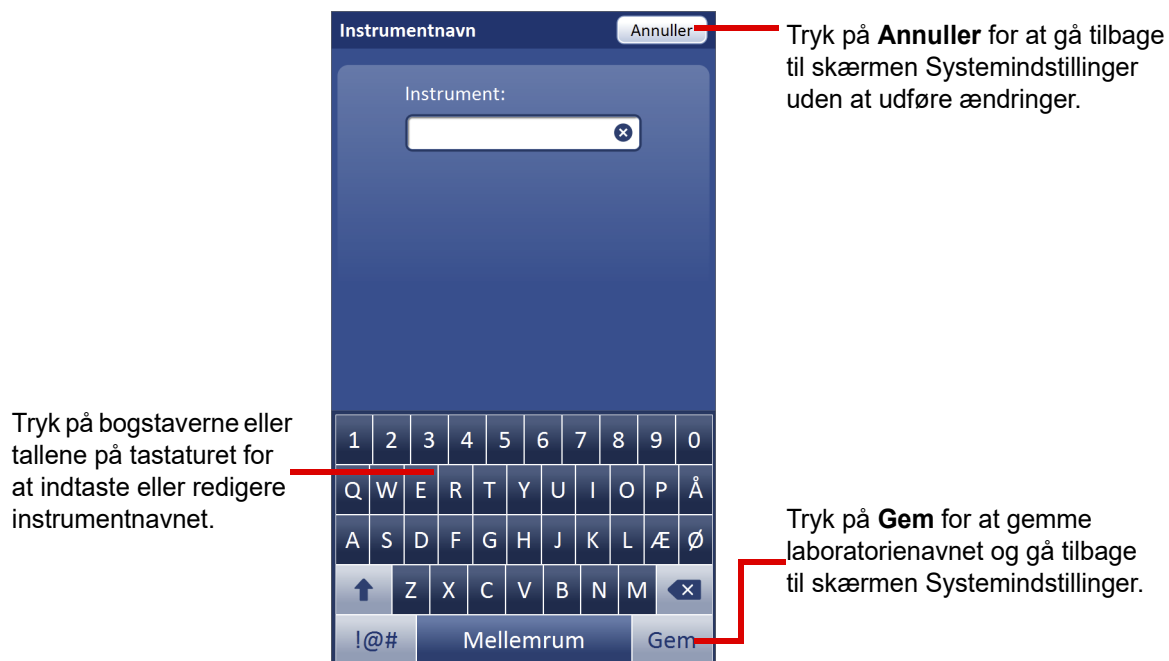 Instrumentnavn
Annuller
Tryk på Annuller for at gå tilbage
til skærmen Systemindstillinger
uden at udføre ændringer.
Instrument:
Tryk på bogstaverne eller
tallene på tastaturet for
at indtaste eller redigere
instrumentnavnet.
1 2 3 4 5 6 7 8 9 0
Q W E R T Y U I O P Å
A S D F G H J K L Æ Ø
Z X C V B N M
!@# Mellemrum Gem
Tryk på Gem for at gemme
laboratorienavnet og gå tilbage
til skærmen Systemindstillinger.